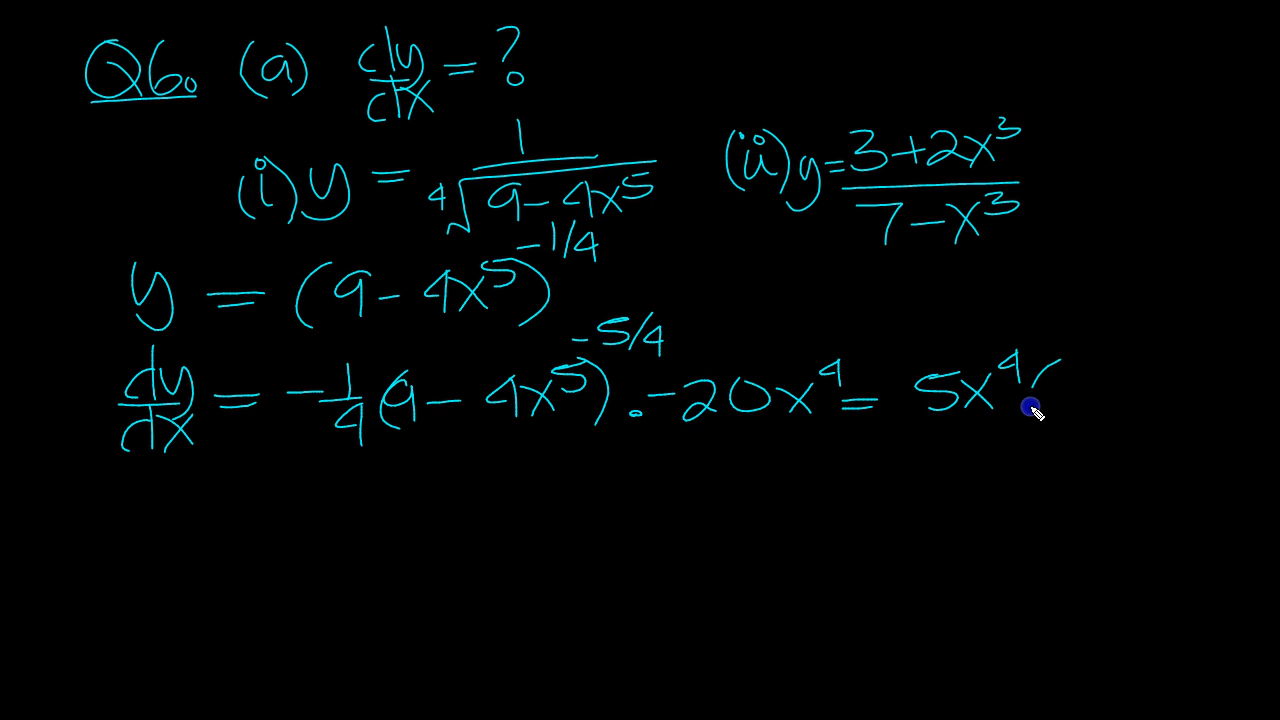 Q6. (a) dy/dx = ?
(i) y = 1/∜(9 - 4x⁵) (ii) y = (3 + 2x³)/(7 - x³)
y = (9 - 4x⁵)^(-1/4)
dy/dx = -1/4 (9 - 4x⁵)^(-5/4) . -20x⁴ = 5x⁴(